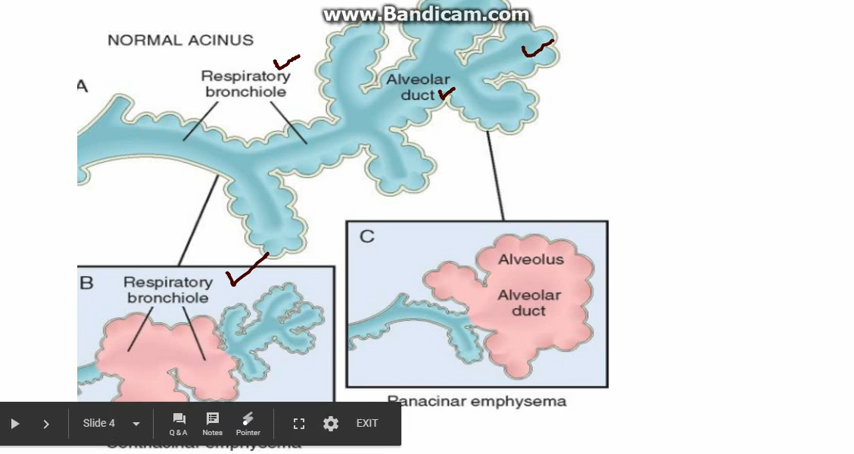 www.Bandicam.com
NORMAL ACINUS
A
Respiratory
bronchiole
Alveolar
duct
C
Alveolus
Alveolar
duct
B
Respiratory
bronchiole
Panacinar emphysema
Slide 4
Q & A
Notes
Pointer
EXIT